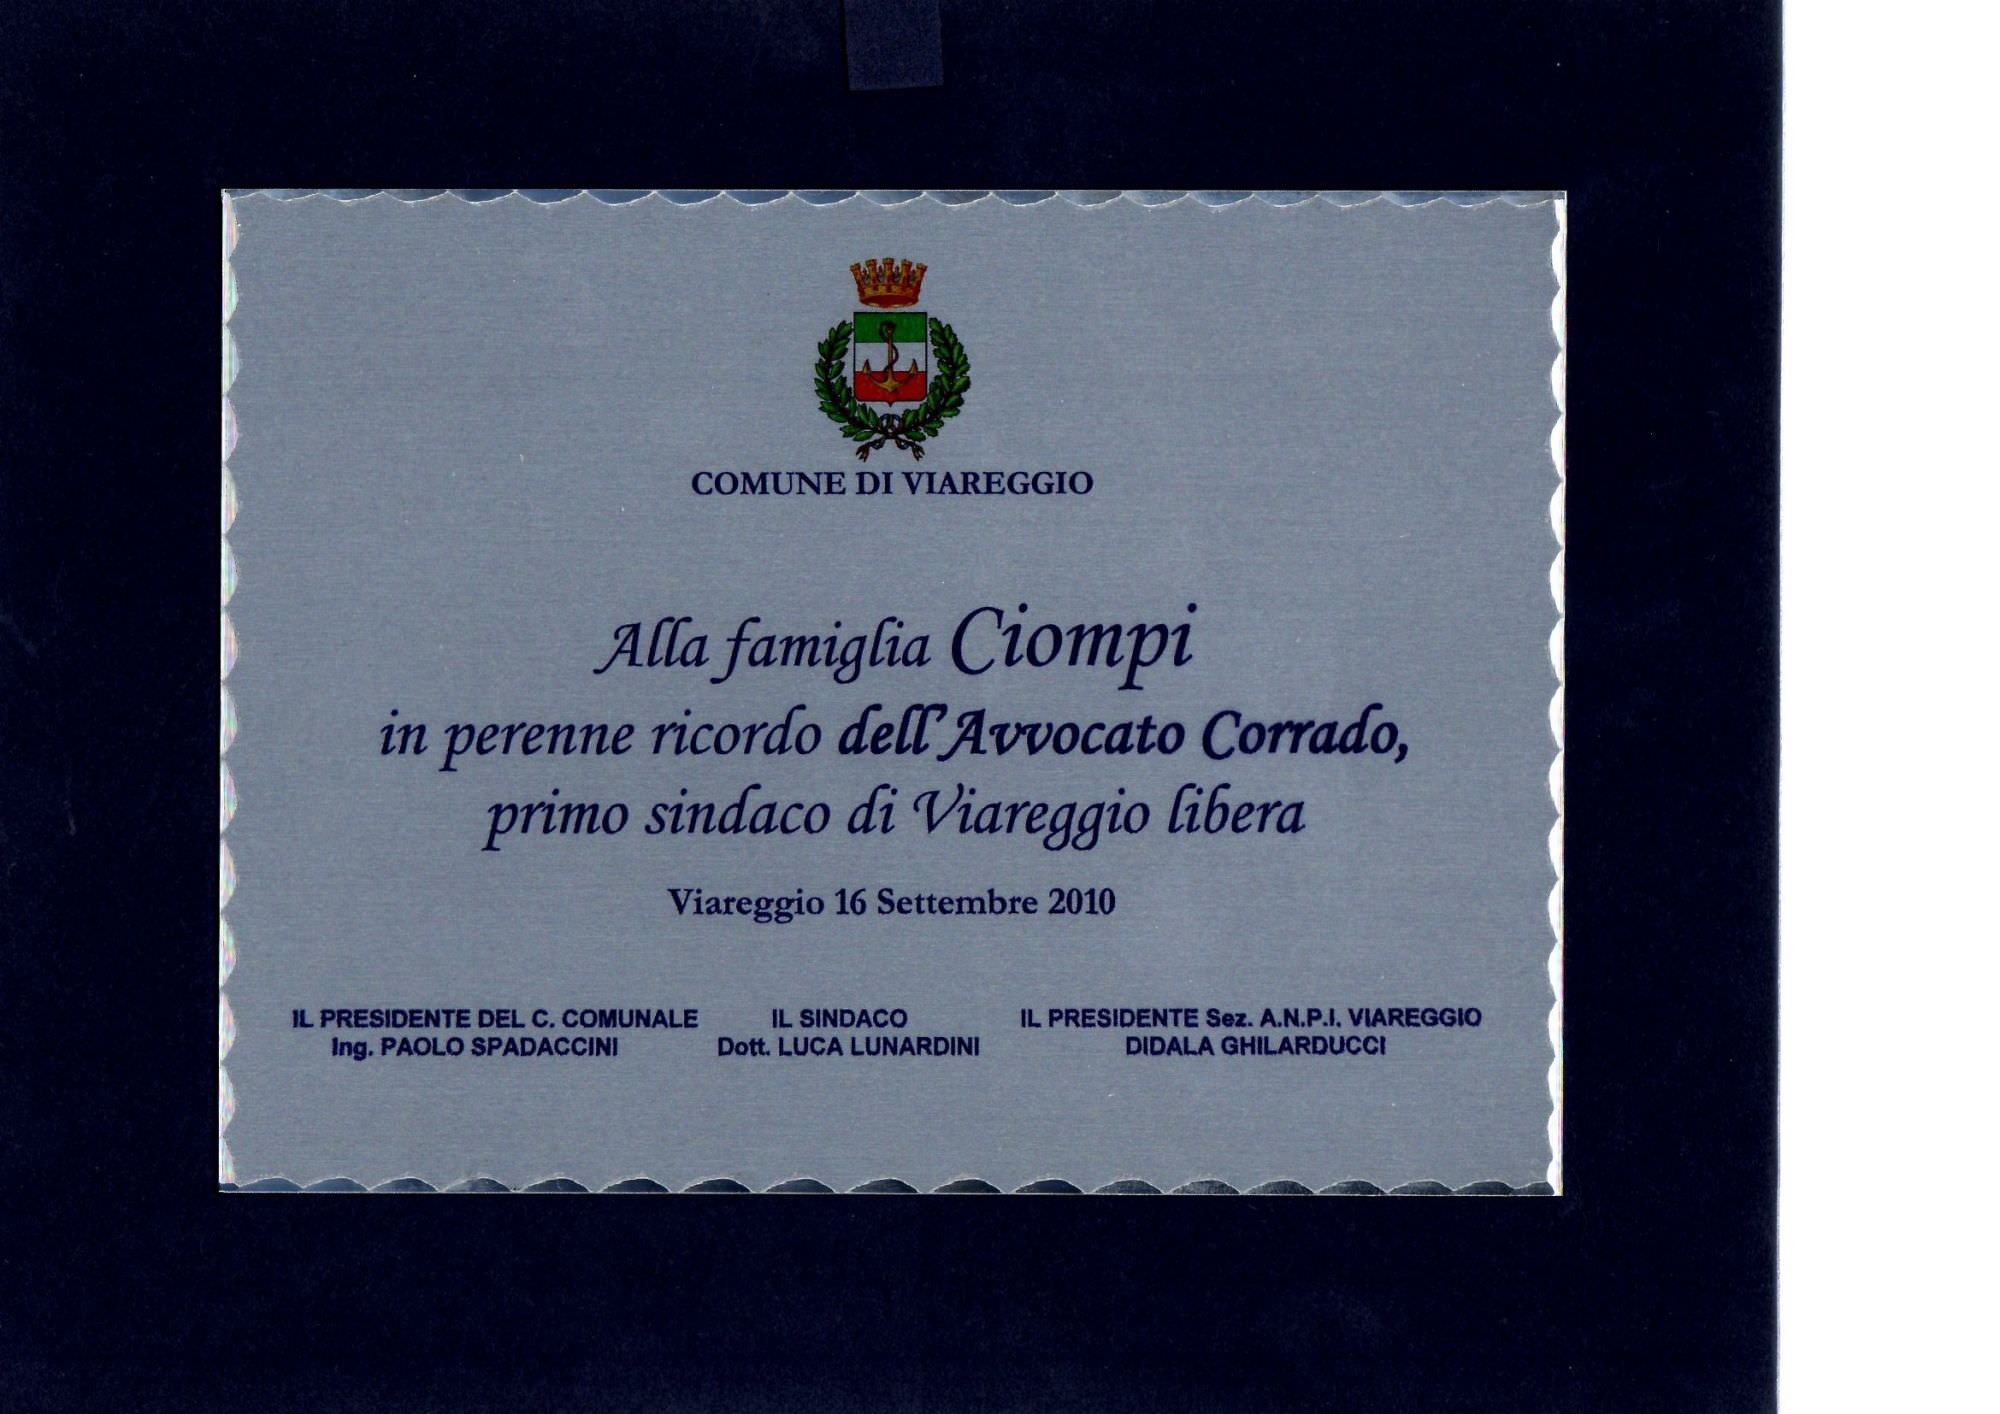 COMUNE DI VIAREGGIO
Alla famiglia Ciompi
in perenne ricordo dell'Avvocato Corrado,
primo sindaco di Viareggio libera
Viareggio 16 Settembre 2010
IL PRESIDENTE DEL C. COMUNALE IL SINDACO IL PRESIDENTE Sez. A.N.P.I. VIAREGGIO
Ing. PAOLO SPADACCINI Dott. LUCA LUNARDINI DIDALA GHILARDUCCI